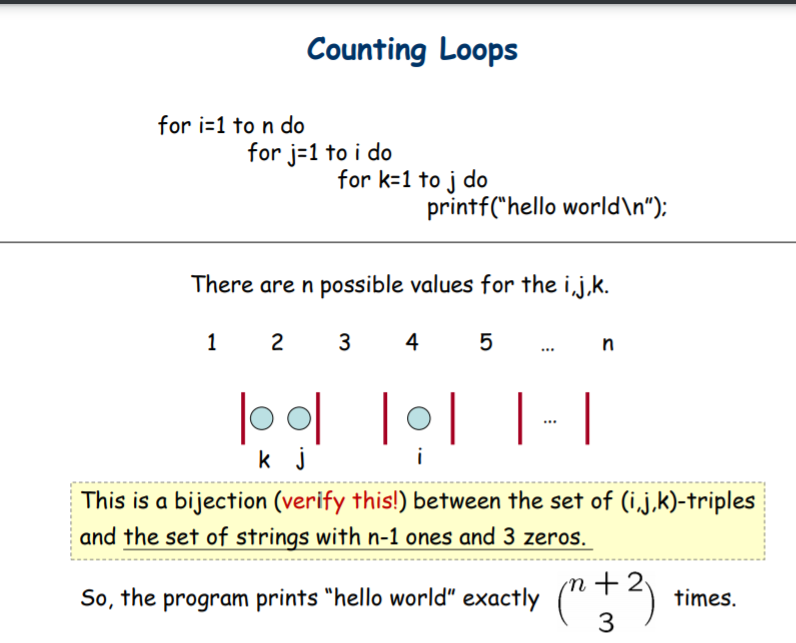 Counting Loops
for i=1 to n do
for j=1 to i do
for k=1 to j do
printf("hello world\n");
There are n possible values for the i,j,k.
1 2 3 4 5 ... n
...
k j i
This is a bijection (verify this!) between the set of (i,j,k)-triples
and the set of strings with n-1 ones and 3 zeros.
So, the program prints “hello world” exactly (n + 2
3) times.